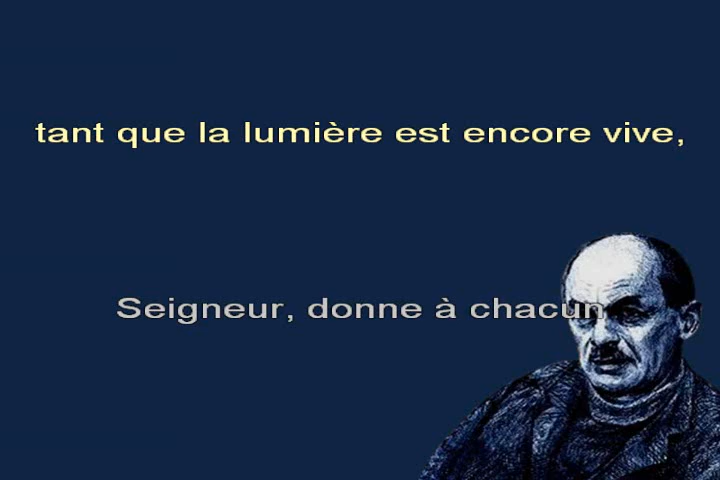 tant que la lumière est encore vive,
Seigneur, donne à chacun